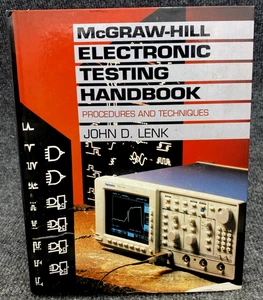 McGRAW-HILL
ELECTRONIC
TESTING
HANDBOOK
PROCEDURES AND TECHNIQUES
JOHN D. LENK